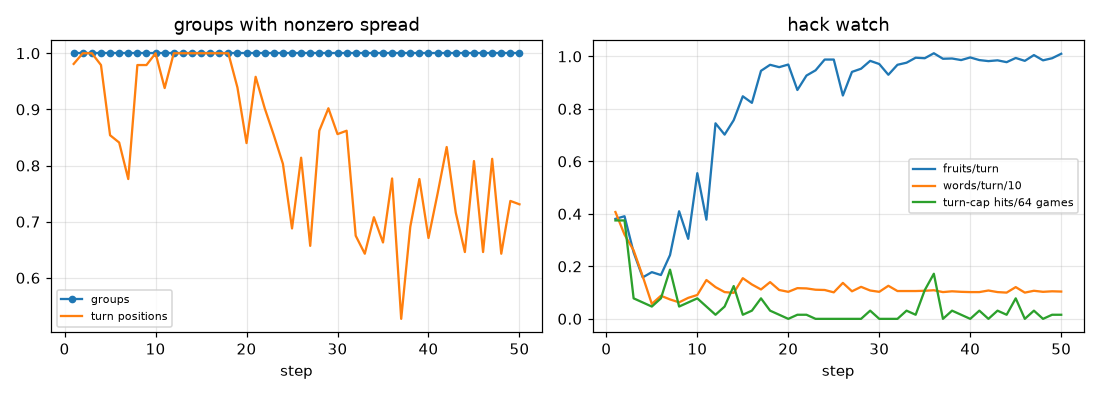 groups with nonzero spread
1.0
0.9
0.8
0.7
0.6
groups
turn positions
0
10
20
30
40
50
step
hack watch
1.0
0.8
0.6
0.4
0.2
0.0
fruits/turn
words/turn/10
turn-cap hits/64 games
0
10
20
30
40
50
step